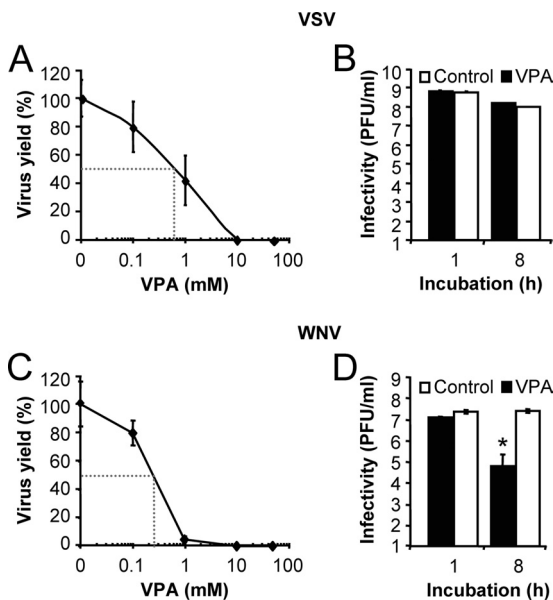 VSV
A
Virus yield (%)
120
100
80
60
40
20
0
0 0.1 1 10 100
VPA (mM)
B
Control VPA
Infectivity (PFU/ml)
10
9
8
7
6
5
4
3
2
1
1 8
Incubation (h)
WNV
C
Virus yield (%)
120
100
80
60
40
20
0
0 0.1 1 10 100
VPA (mM)
D
Control VPA
Infectivity (PFU/ml)
9
8
7
6
5
4
3
2
1
*
1 8
Incubation (h)